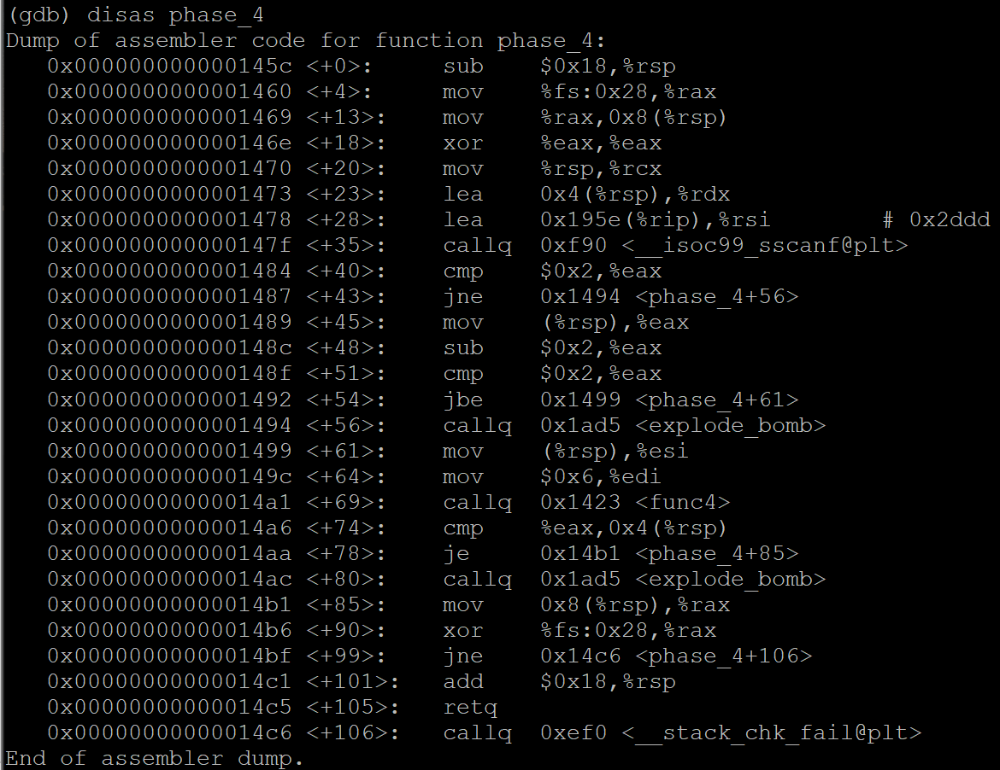 (gdb) disas phase_4
Dump of assembler code for function phase_4:
   0x000000000000145c <+0>:     sub    $0x18,%rsp
   0x0000000000001460 <+4>:     mov    %fs:0x28,%rax
   0x0000000000001469 <+13>:    mov    %rax,0x8(%rsp)
   0x000000000000146e <+18>:    xor    %eax,%eax
   0x0000000000001470 <+20>:    mov    %rsp,%rcx
   0x0000000000001473 <+23>:    lea    0x4(%rsp),%rdx
   0x0000000000001478 <+28>:    lea    0x195e(%rip),%rsi        # 0x2ddd
   0x000000000000147f <+35>:    callq  0xf90 <__isoc99_sscanf@plt>
   0x0000000000001484 <+40>:    cmp    $0x2,%eax
   0x0000000000001487 <+43>:    jne    0x1494 <phase_4+56>
   0x0000000000001489 <+45>:    mov    (%rsp),%eax
   0x000000000000148c <+48>:    sub    $0x2,%eax
   0x000000000000148f <+51>:    cmp    $0x2,%eax
   0x0000000000001492 <+54>:    jbe    0x1499 <phase_4+61>
   0x0000000000001494 <+56>:    callq  0x1ad5 <explode_bomb>
   0x0000000000001499 <+61>:    mov    (%rsp),%esi
   0x000000000000149c <+64>:    mov    $0x6,%edi
   0x00000000000014a1 <+69>:    callq  0x1423 <func4>
   0x00000000000014a6 <+74>:    cmp    %eax,0x4(%rsp)
   0x00000000000014aa <+78>:    je     0x14b1 <phase_4+85>
   0x00000000000014ac <+80>:    callq  0x1ad5 <explode_bomb>
   0x00000000000014b1 <+85>:    mov    0x8(%rsp),%rax
   0x00000000000014b6 <+90>:    xor    %fs:0x28,%rax
   0x00000000000014bf <+99>:    jne    0x14c6 <phase_4+106>
   0x00000000000014c1 <+101>:   add    $0x18,%rsp
   0x00000000000014c5 <+105>:   retq
   0x00000000000014c6 <+106>:   callq  0xef0 <__stack_chk_fail@plt>
End of assembler dump.